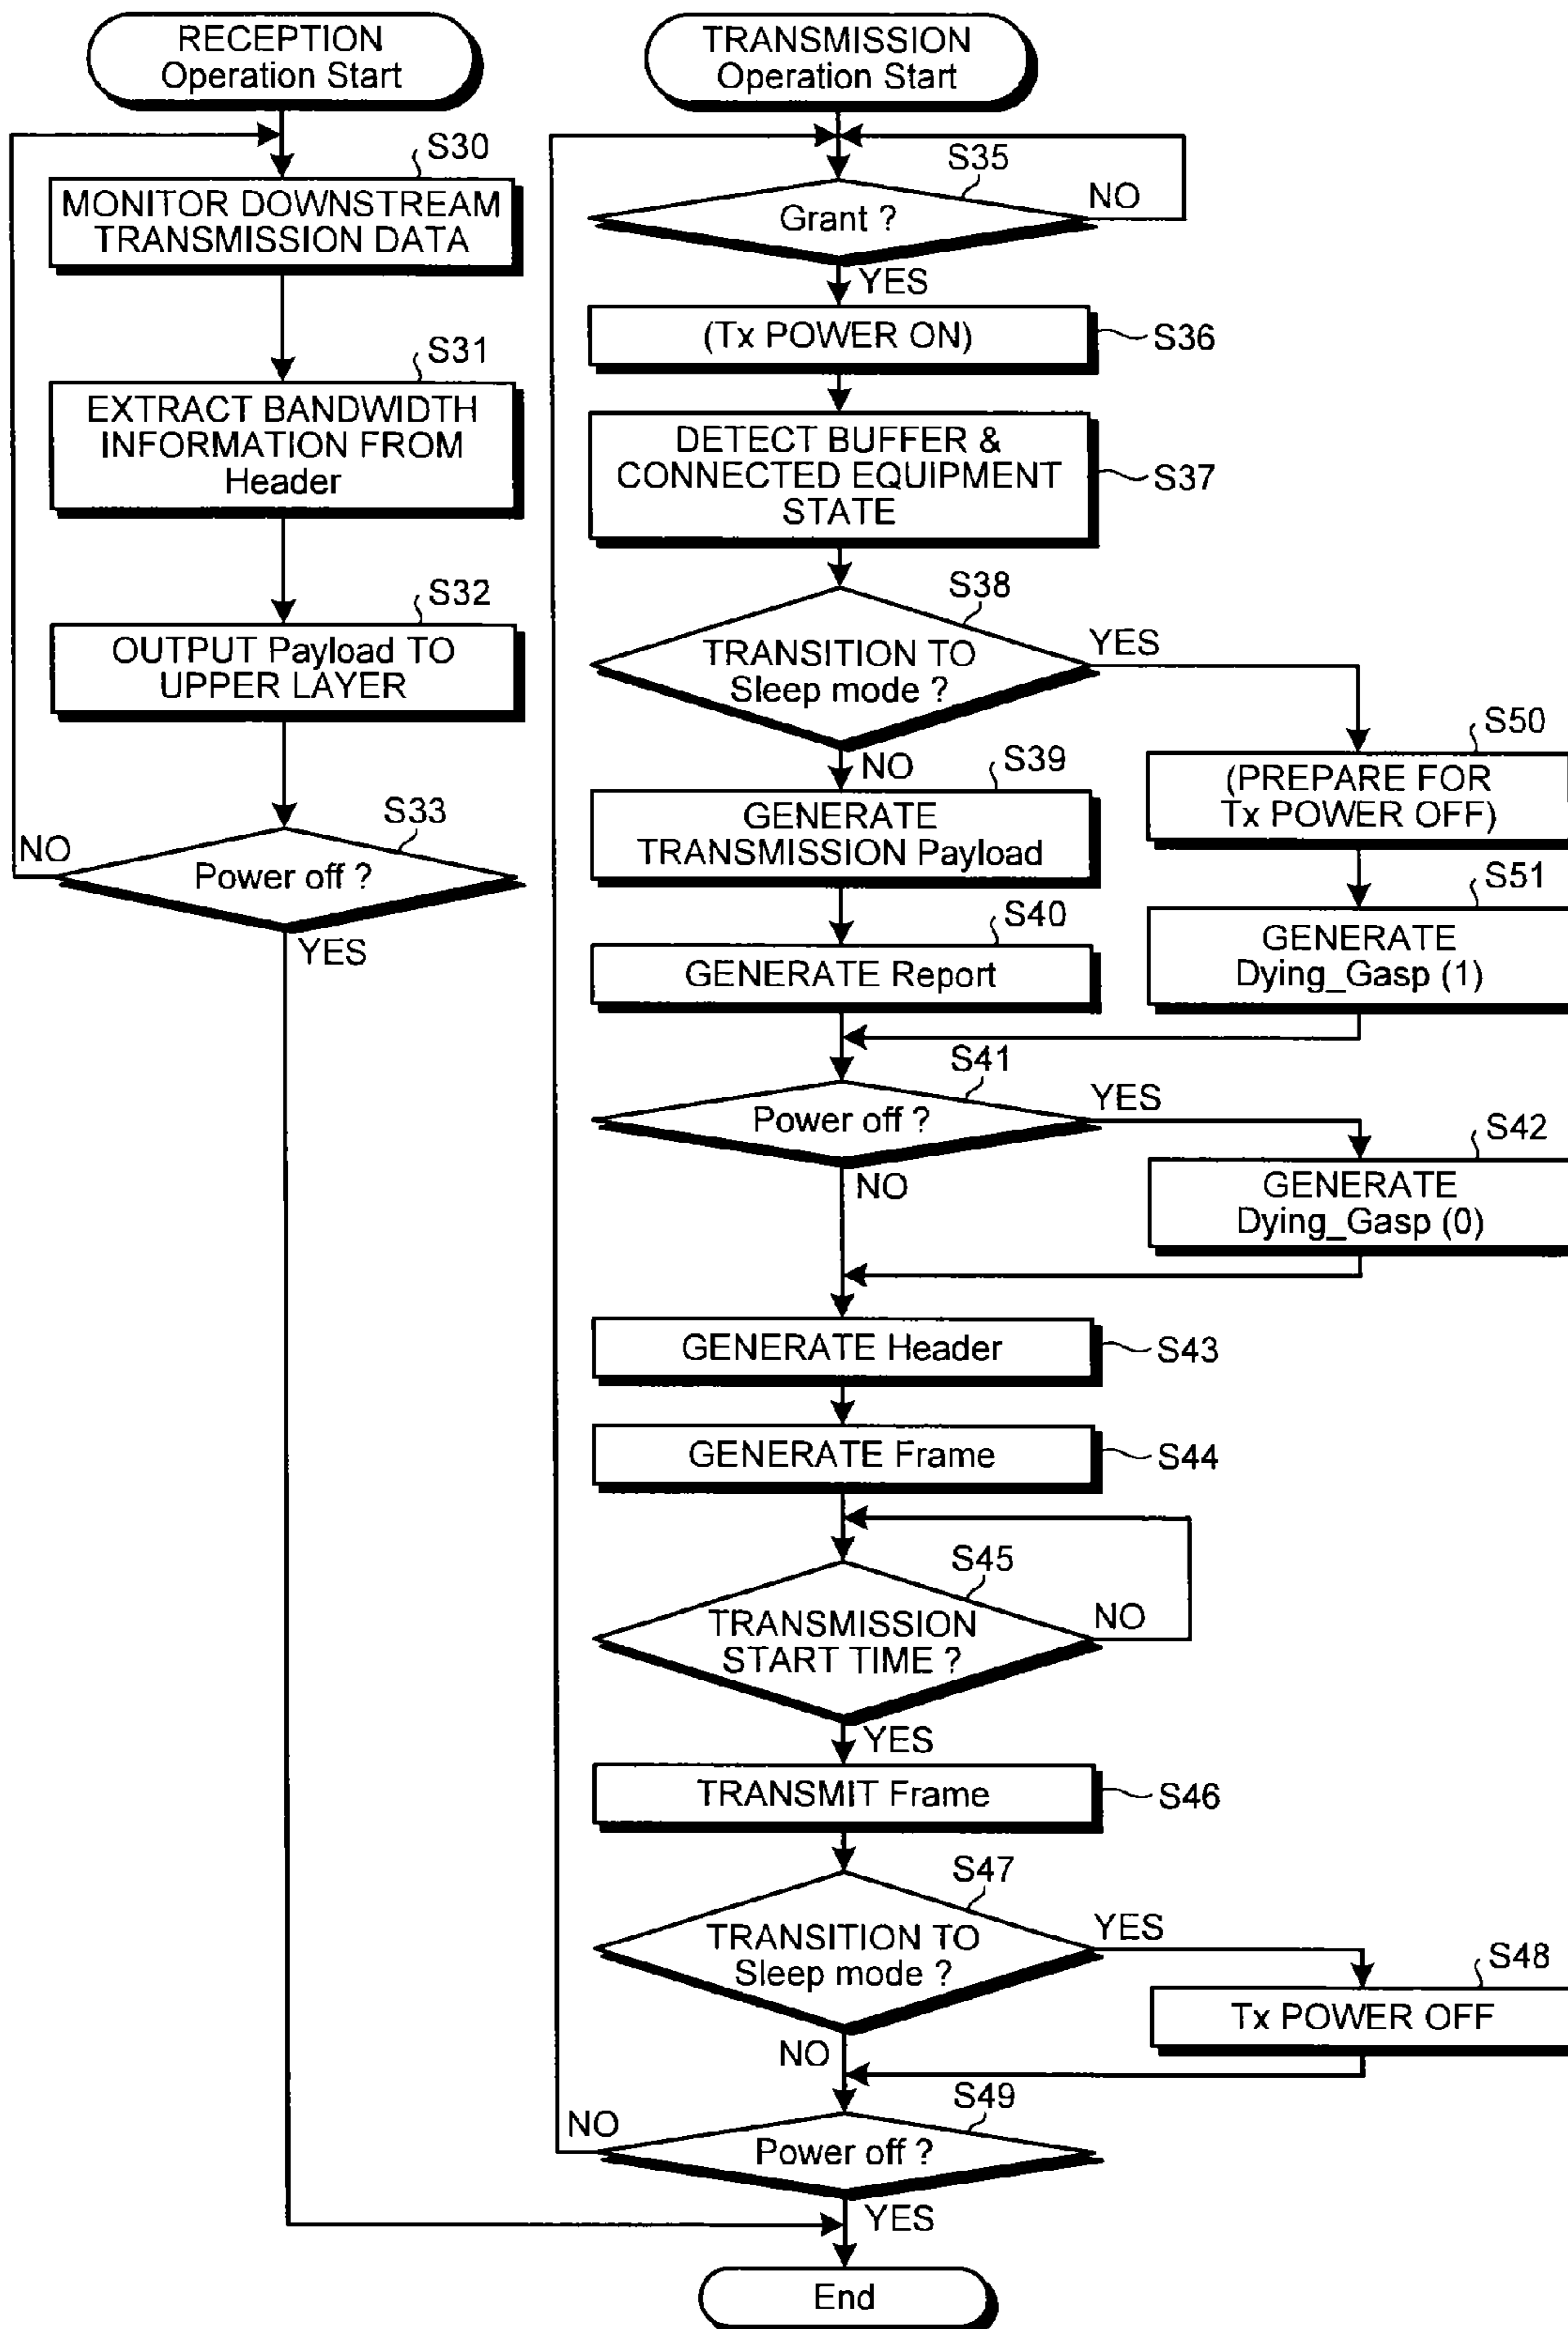 RECEPTION
Operation Start
S30
MONITOR DOWNSTREAM
TRANSMISSION DATA
S31
EXTRACT BANDWIDTH
INFORMATION FROM
Header
S32
OUTPUT Payload TO
UPPER LAYER
S33
Power off ?
NO
YES
TRANSMISSION
Operation Start
S35
Grant ?
NO
YES
(Tx POWER ON)
S36
DETECT BUFFER &
CONNECTED EQUIPMENT
STATE
S37
S38
TRANSITION TO
Sleep mode ?
YES
NO
S39
GENERATE
TRANSMISSION Payload
S40
GENERATE Report
S50
(PREPARE FOR
Tx POWER OFF)
S51
GENERATE
Dying_Gasp (1)
S41
Power off ?
YES
NO
S42
GENERATE
Dying_Gasp (0)
GENERATE Header
S43
GENERATE Frame
S44
S45
TRANSMISSION
START TIME ?
NO
YES
TRANSMIT Frame
S46
S47
TRANSITION TO
Sleep mode ?
YES
NO
S48
Tx POWER OFF
S49
Power off ?
NO
YES
End